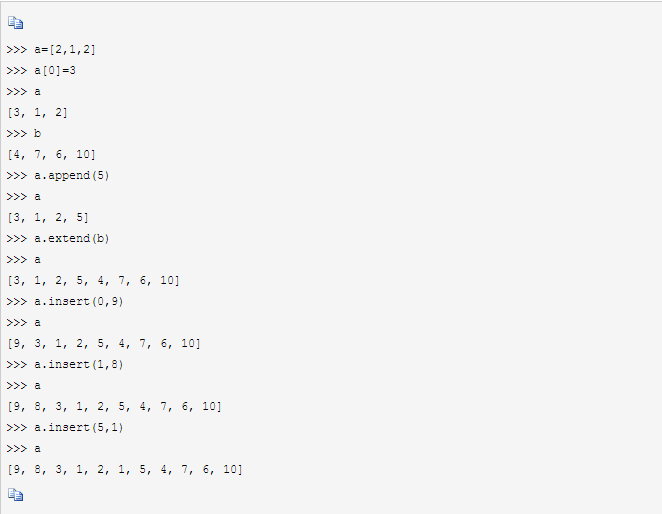 >>> a=[2,1,2]
>>> a[0]=3
>>> a
[3, 1, 2]
>>> b
[4, 7, 6, 10]
>>> a.append(5)
>>> a
[3, 1, 2, 5]
>>> a.extend(b)
>>> a
[3, 1, 2, 5, 4, 7, 6, 10]
>>> a.insert(0,9)
>>> a
[9, 3, 1, 2, 5, 4, 7, 6, 10]
>>> a.insert(1,8)
>>> a
[9, 8, 3, 1, 2, 5, 4, 7, 6, 10]
>>> a.insert(5,1)
>>> a
[9, 8, 3, 1, 2, 1, 5, 4, 7, 6, 10]